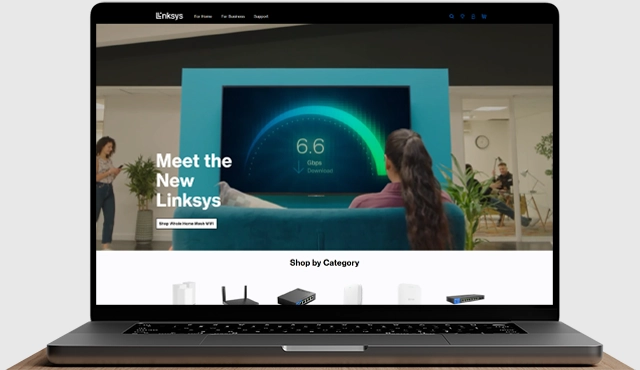 Linksys
For Home For Business Support
6.6
Gbps
Download
Meet the
New
Linksys
Shop Whole Home Mesh WiFi
Shop by Category